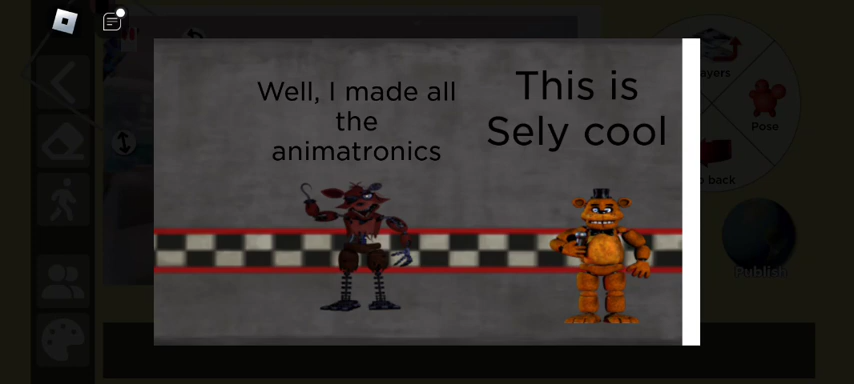 Well, I made all
the
animatronics
This is
Sely cool
ayers
Pose
back
Publish